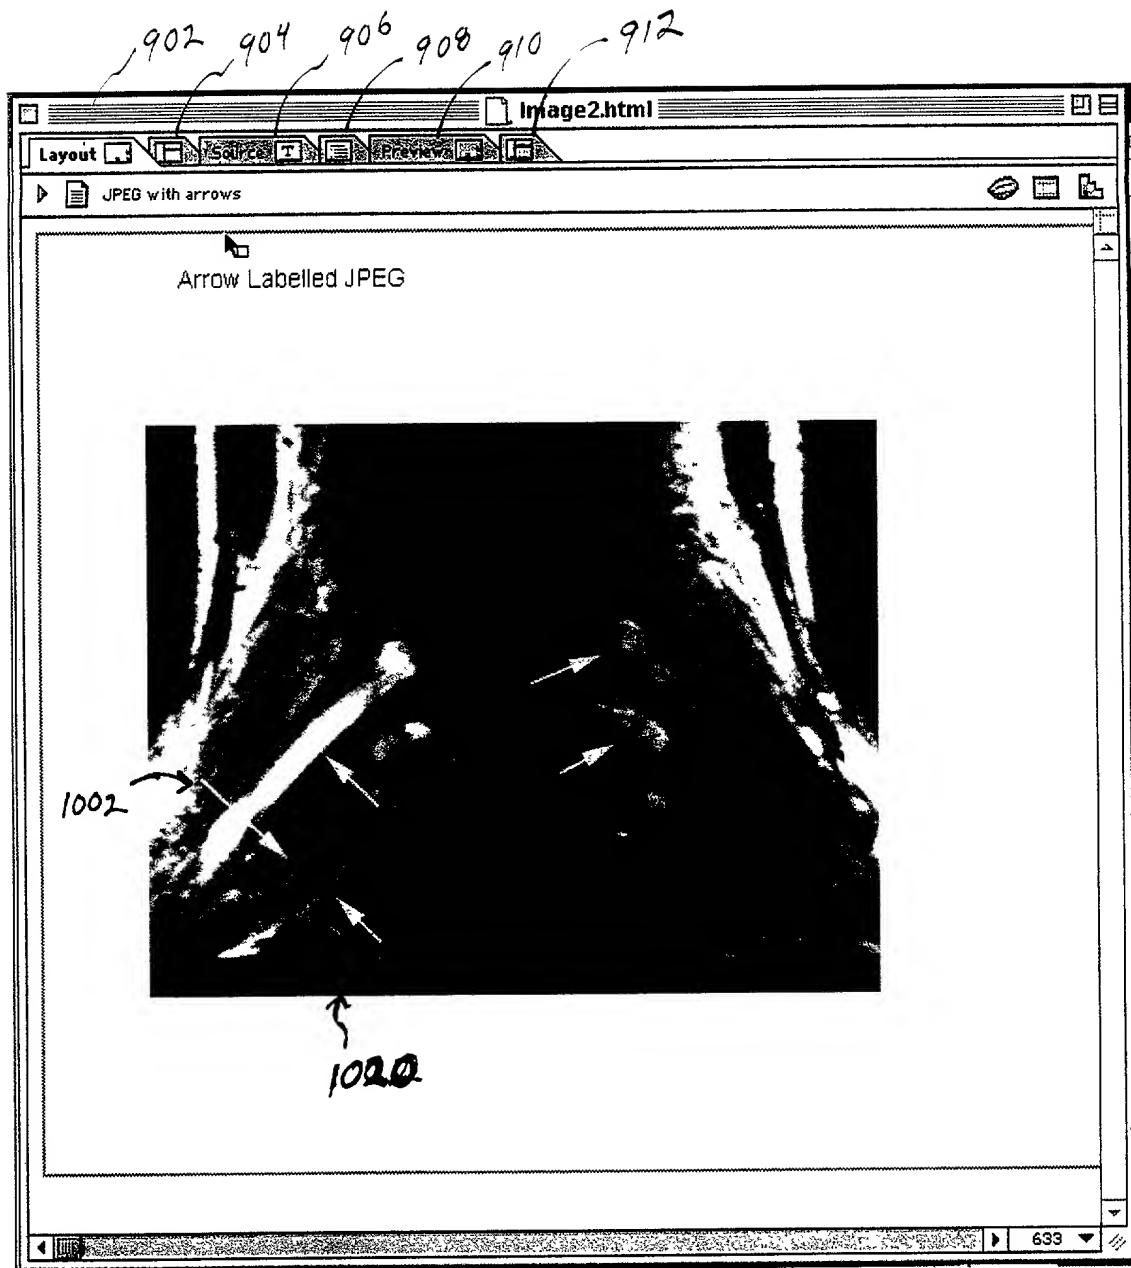 902 904 906 908 910 912
Image2.html
Layout Source T Preview
JPEG with arrows
Arrow Labelled JPEG
1002
1020
633